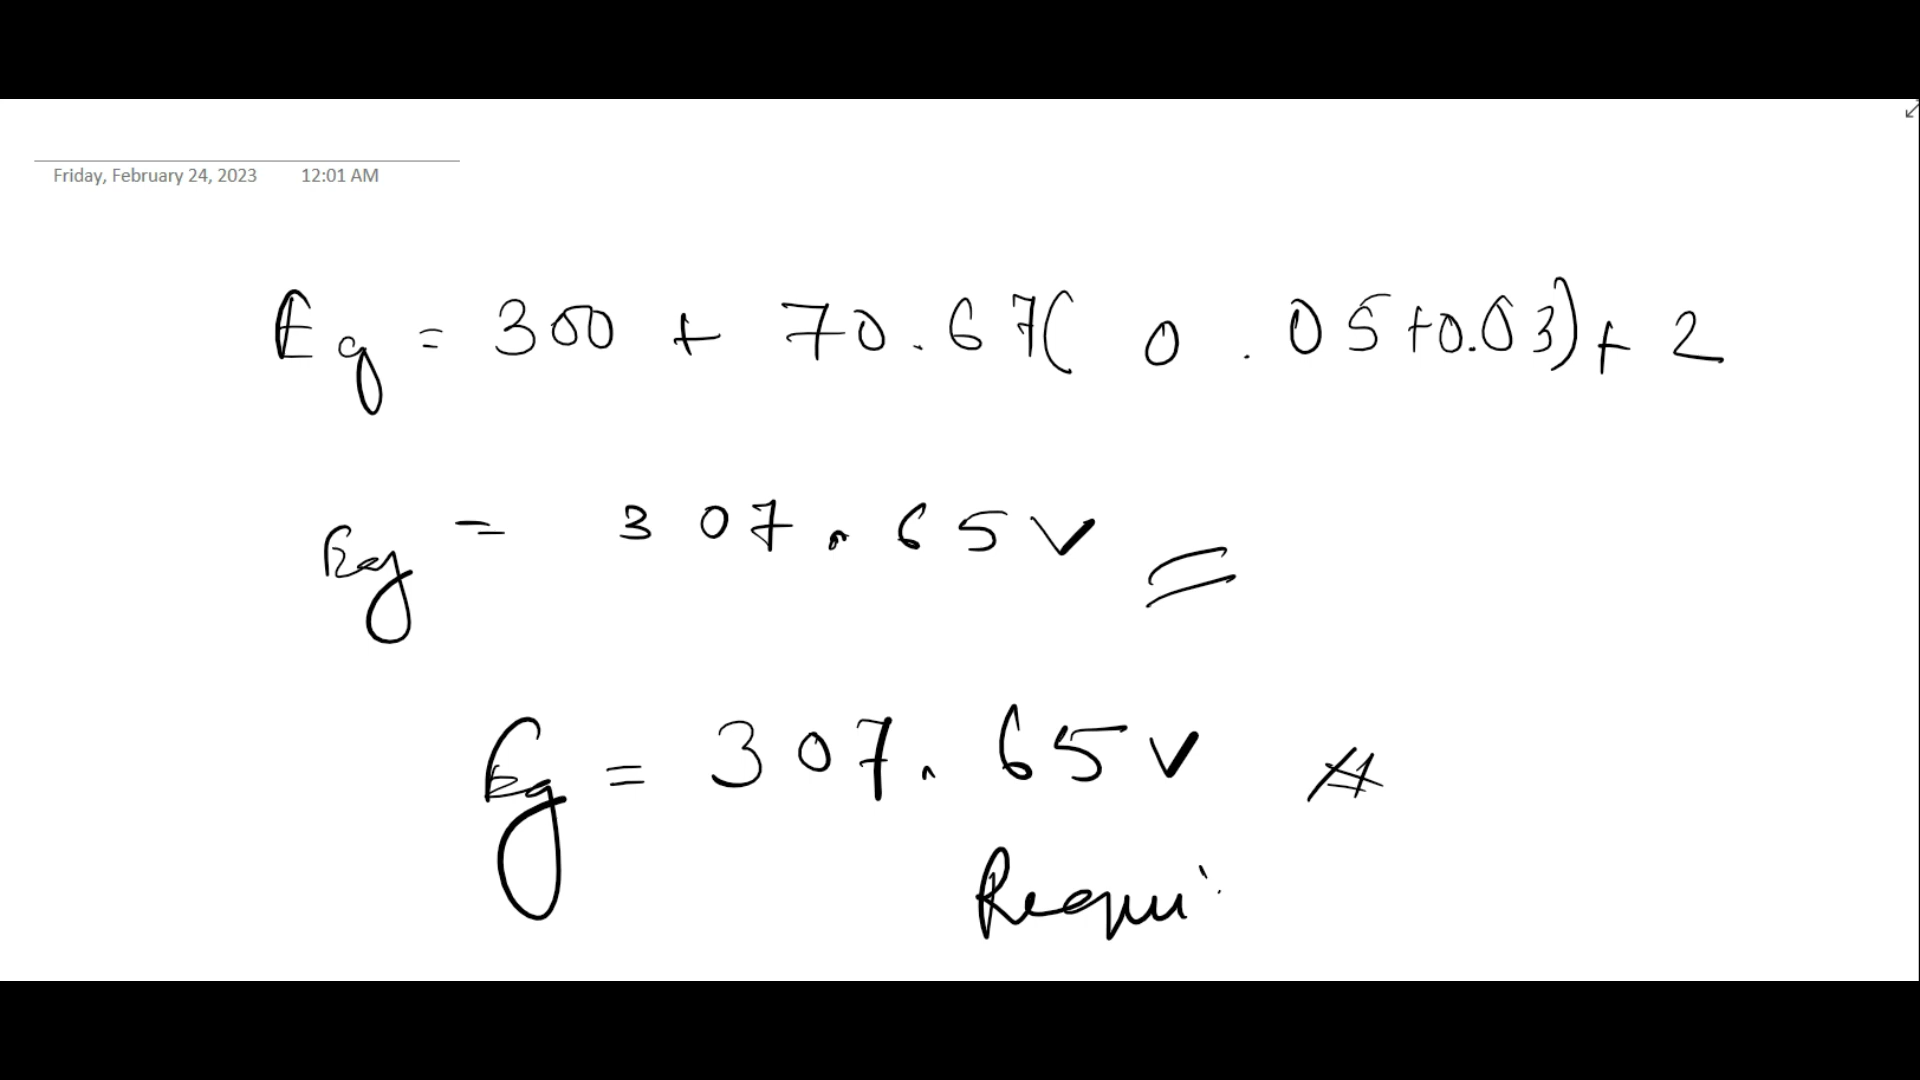 Friday, February 24, 2023 12:01 AM
Eg = 300 + 70.67( 0.05+0.03)+ 2
Eg = 307.65V
Eg = 307.65V
Requi